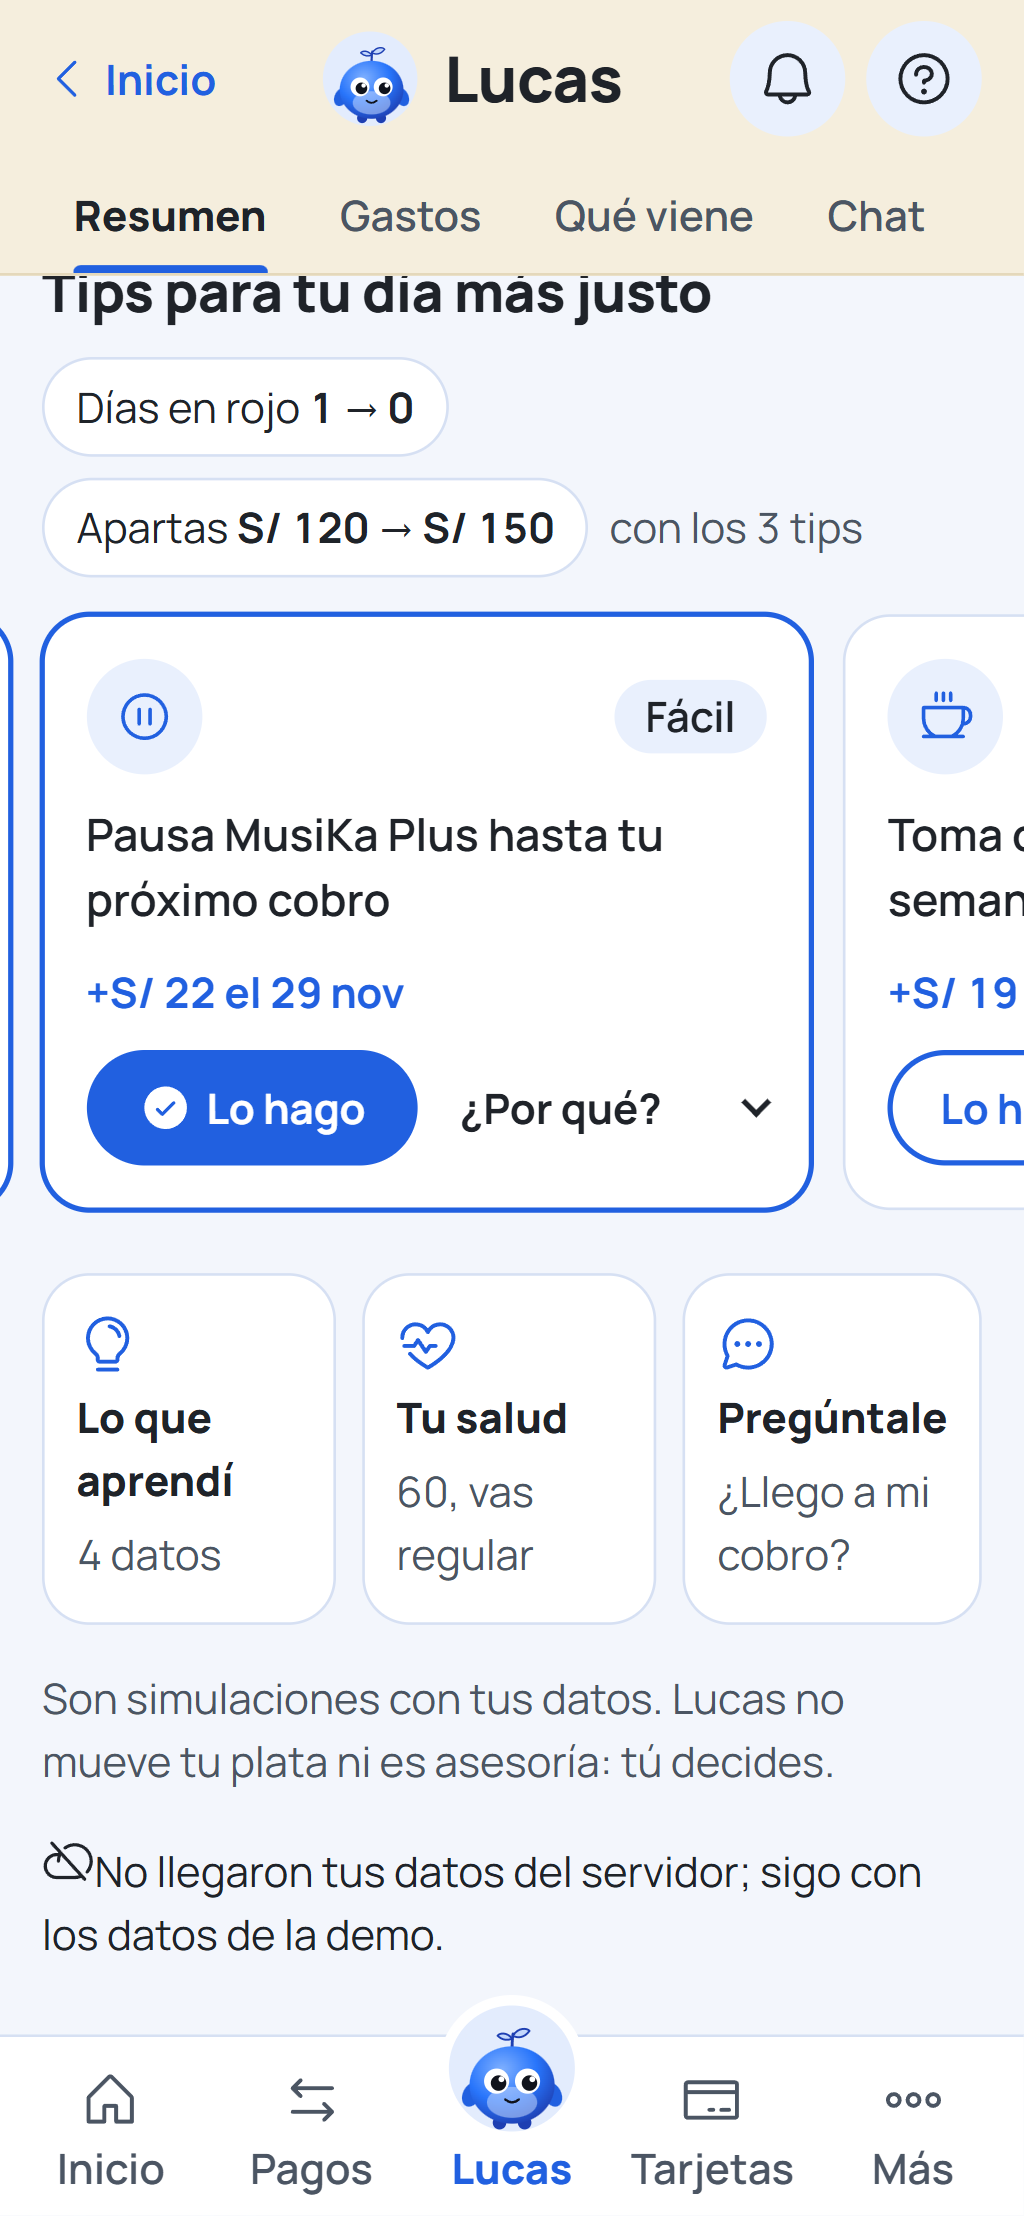 Inicio
Lucas
Resumen
Gastos
Qué viene
Chat
Tips para tu día más justo
Días en rojo 1 → 0
Apartas S/ 120 → S/ 150
con los 3 tips
Fácil
Pausa MusiKa Plus hasta tu
próximo cobro
+S/ 22 el 29 nov
Lo hago
¿Por qué?
Toma
+S/ 19
Lo que
aprendí
4 datos
Tu salud
60, vas
regular
Pregúntale
¿Llego a mi
cobro?
Son simulaciones con tus datos. Lucas no
mueve tu plata ni es asesoría: tú decides.
No llegaron tus datos del servidor; sigo con
los datos de la demo.
Inicio
Pagos
Lucas
Tarjetas
Más